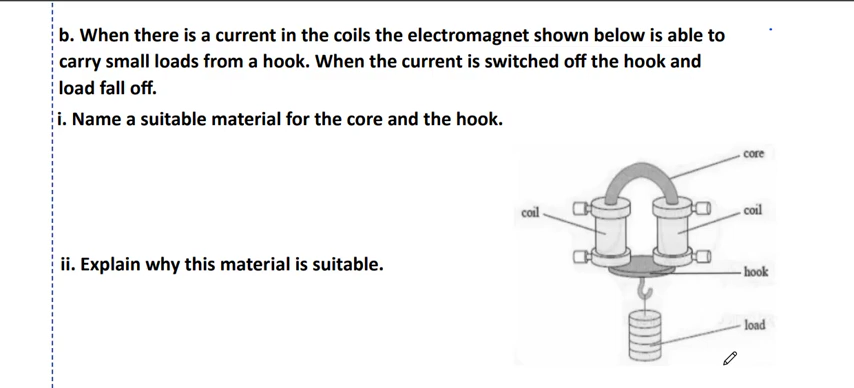 b. When there is a current in the coils the electromagnet shown below is able to
carry small loads from a hook. When the current is switched off the hook and
load fall off.
i. Name a suitable material for the core and the hook.
core
coil
coil
ii. Explain why this material is suitable.
hook
load